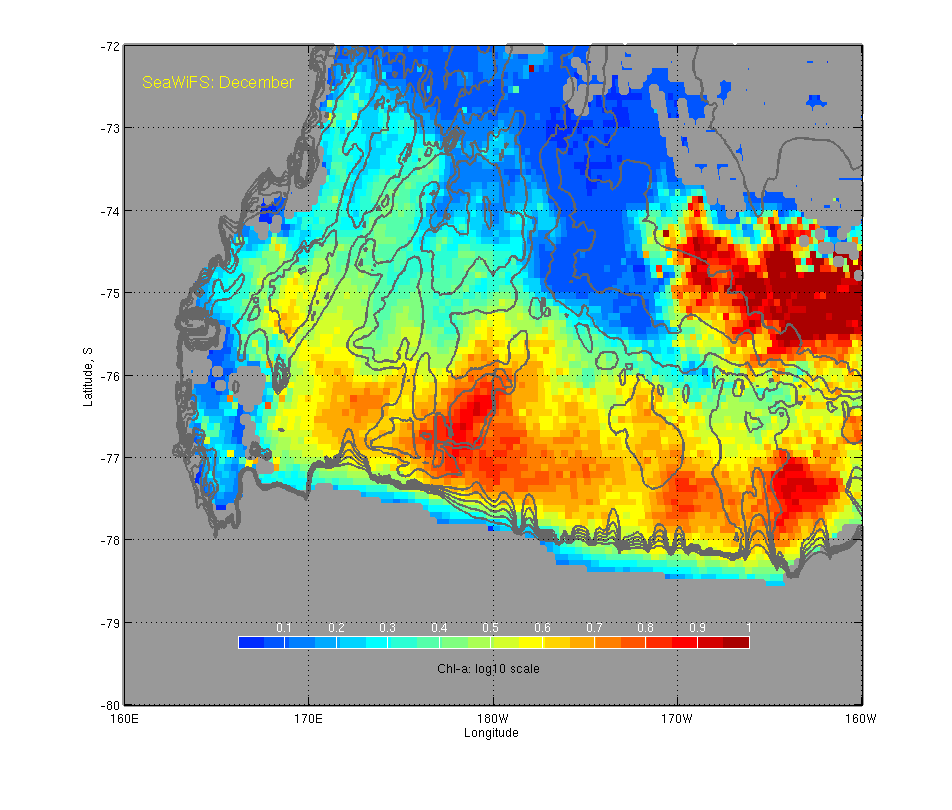 -72
SeaWiFS: December
-73
-74
-75
-76
Latitude, S
-77
-78
-79
0.1 0.2 0.3 0.4 0.5 0.6 0.7 0.8 0.9 1
Chl-a: log10 scale
-80
160E 170E 180W 170W 160W
Longitude